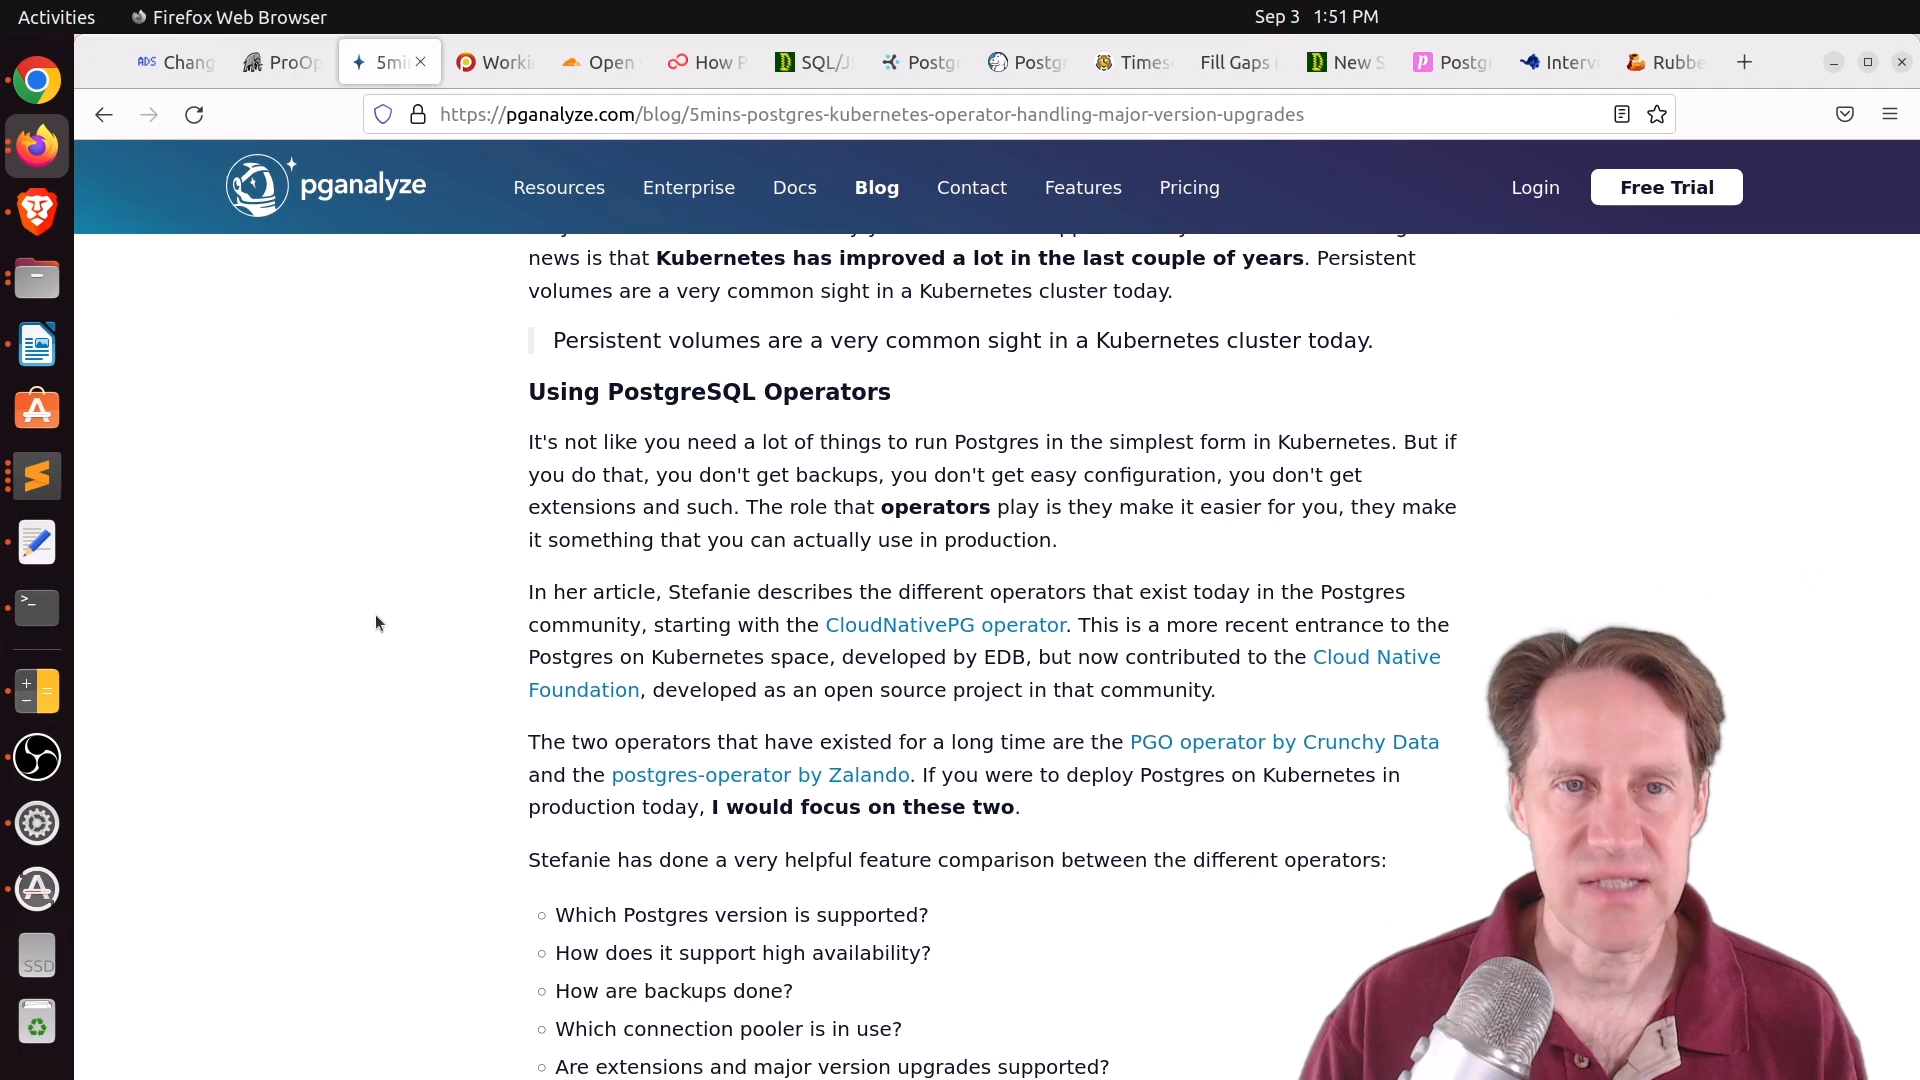 Activities
Firefox Web Browser
Sep 3 1:51 PM
ADS Chang
ProOp
5mi
Worki
Open
How P
SQL/J
Postg
Postg
Times
Fill Gaps i
New S
Postg
Intervi
Rubbe
https://pganalyze.com/blog/5mins-postgres-kubernetes-operator-handling-major-version-upgrades
pganalyze
Resources
Enterprise
Docs
Blog
Contact
Features
Pricing
Login
Free Trial
news is that Kubernetes has improved a lot in the last couple of years. Persistent
volumes are a very common sight in a Kubernetes cluster today.
Persistent volumes are a very common sight in a Kubernetes cluster today.
Using PostgreSQL Operators
It's not like you need a lot of things to run Postgres in the simplest form in Kubernetes. But if
you do that, you don't get backups, you don't get easy configuration, you don't get
extensions and such. The role that operators play is they make it easier for you, they make
it something that you can actually use in production.
In her article, Stefanie describes the different operators that exist today in the Postgres
community, starting with the CloudNativePG operator. This is a more recent entrance to the
Postgres on Kubernetes space, developed by EDB, but now contributed to the Cloud Native
Foundation, developed as an open source project in that community.
The two operators that have existed for a long time are the PGO operator by Crunchy Data
and the postgres-operator by Zalando. If you were to deploy Postgres on Kubernetes in
production today, I would focus on these two.
Stefanie has done a very helpful feature comparison between the different operators:
Which Postgres version is supported?
How does it support high availability?
How are backups done?
Which connection pooler is in use?
Are extensions and major version upgrades supported?
SSD